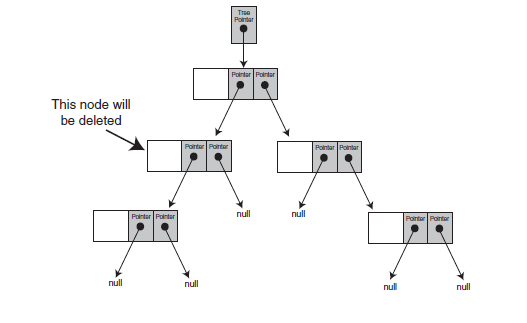 Tree
Pointer
Pointer Pointer
This node will
be deleted
Pointer Pointer
Pointer Pointer
null
null
Pointer Pointer
Pointer Pointer
null
null
null
null